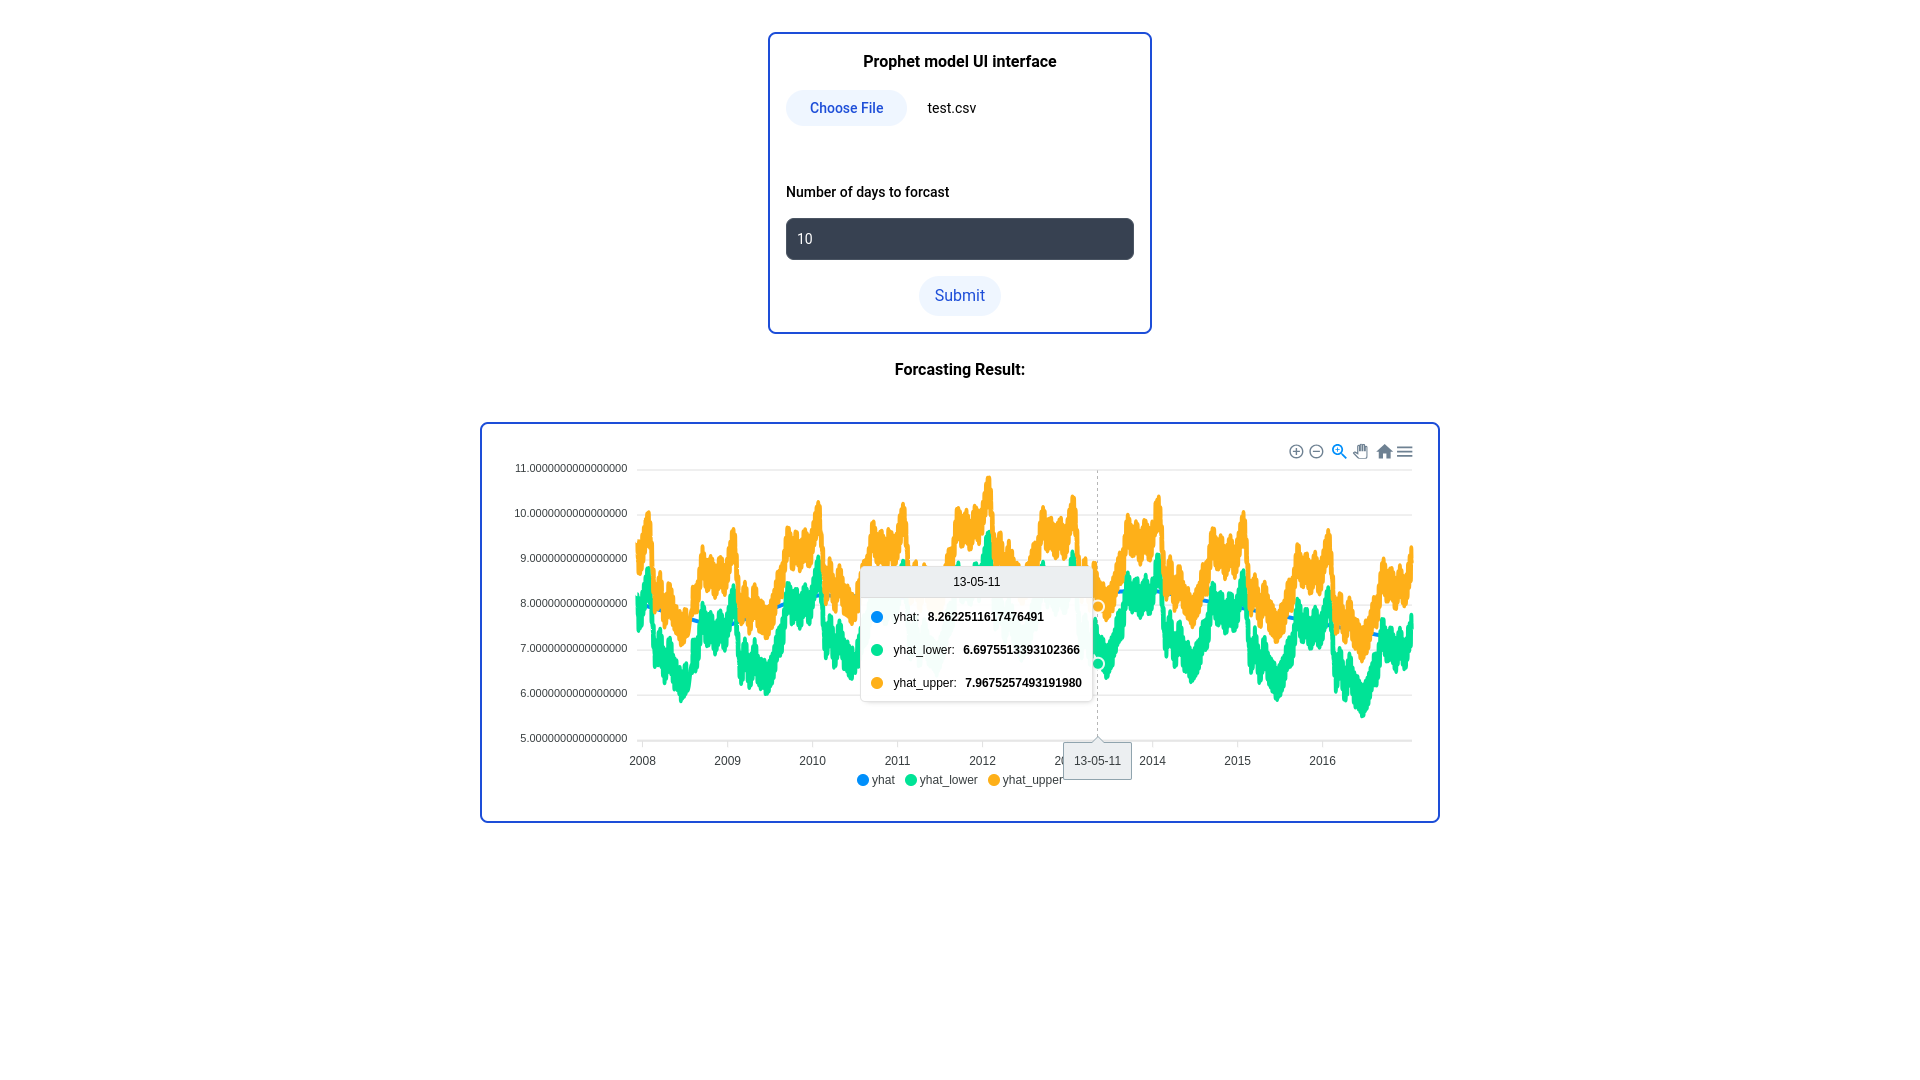 Prophet model UI interface
Choose File test.csv
Number of days to forcast
10
Submit
Forcasting Result:
11.0000000000000000
10.0000000000000000
9.0000000000000000
8.0000000000000000
7.0000000000000000
6.0000000000000000
5.0000000000000000
13-05-11
yhat: 8.2622511617476491
yhat_lower: 6.6975513393102366
yhat_upper: 7.9675257493191980
2008 2009 2010 2011 2012 13-05-11 2014 2015 2016
yhat yhat_lower yhat_upper